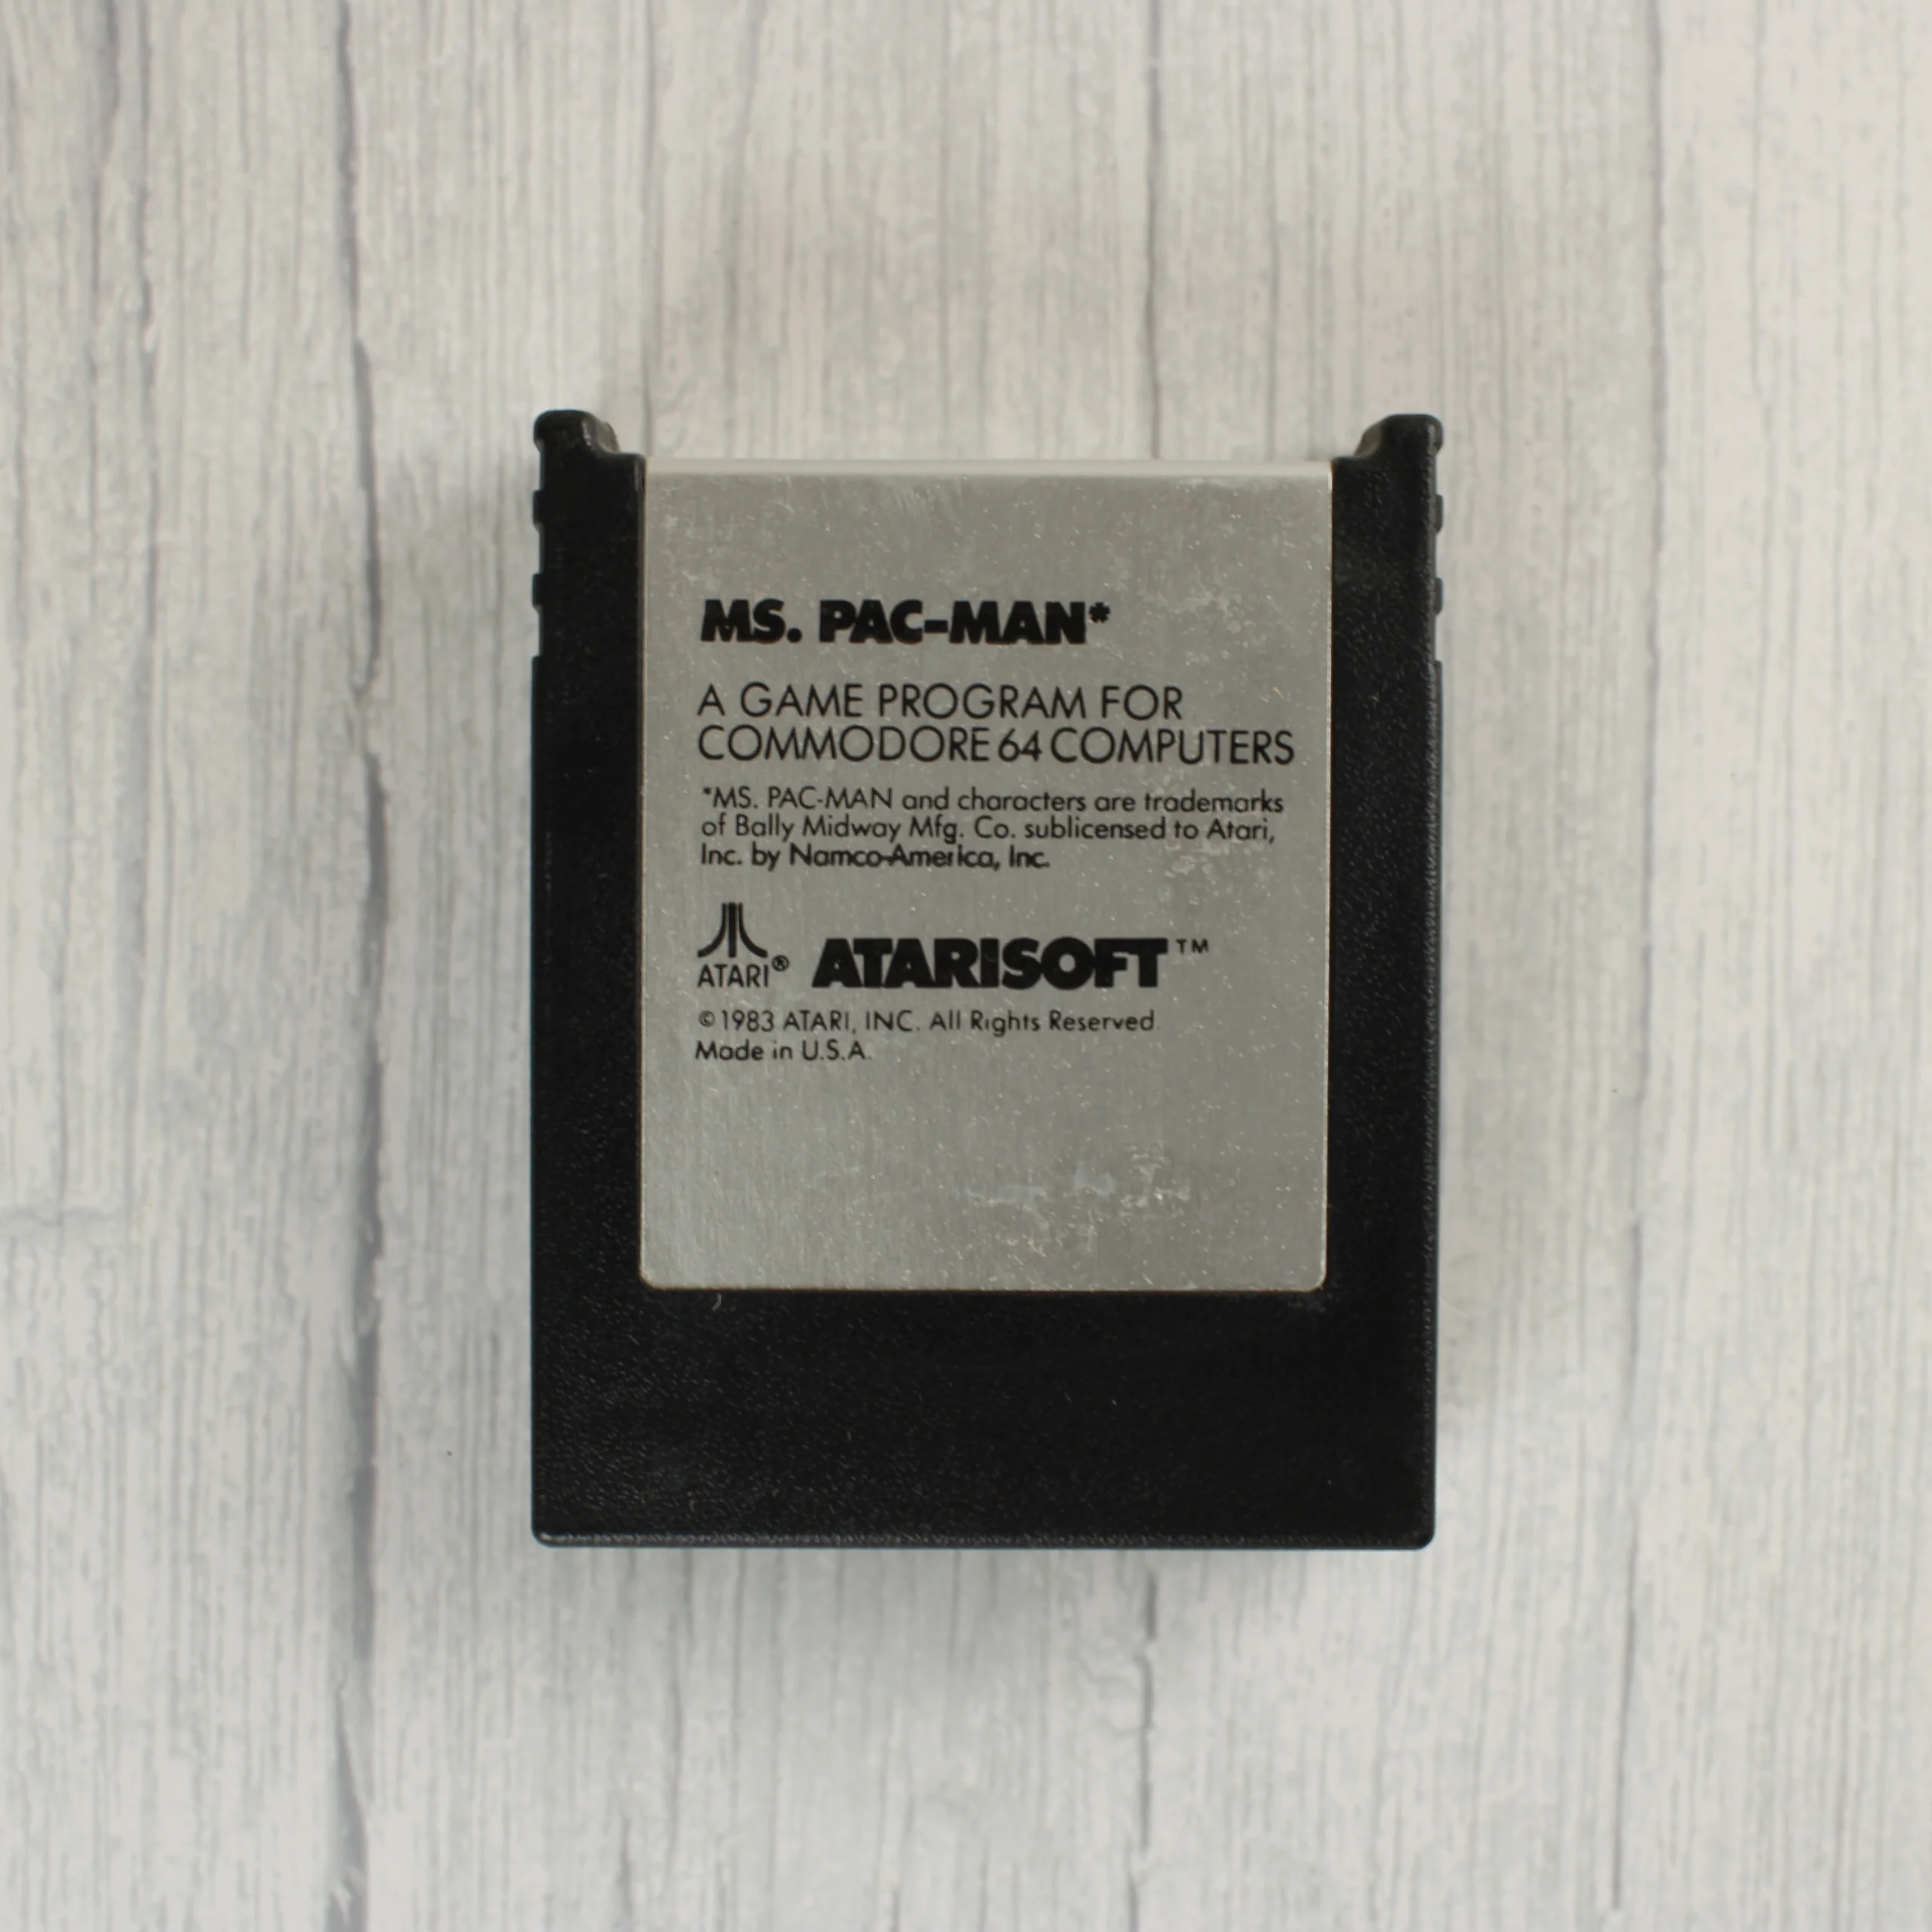 MS. PAC-MAN*
A GAME PROGRAM FOR
COMMODORE 64 COMPUTERS
*MS. PAC-MAN and characters are trademarks
of Bally Midway Mfg. Co. sublicensed to Atari,
Inc. by Namco-America, Inc.
ATARI® ATARISOFT™
©1983 ATARI, INC. All Rights Reserved.
Made in U.S.A.